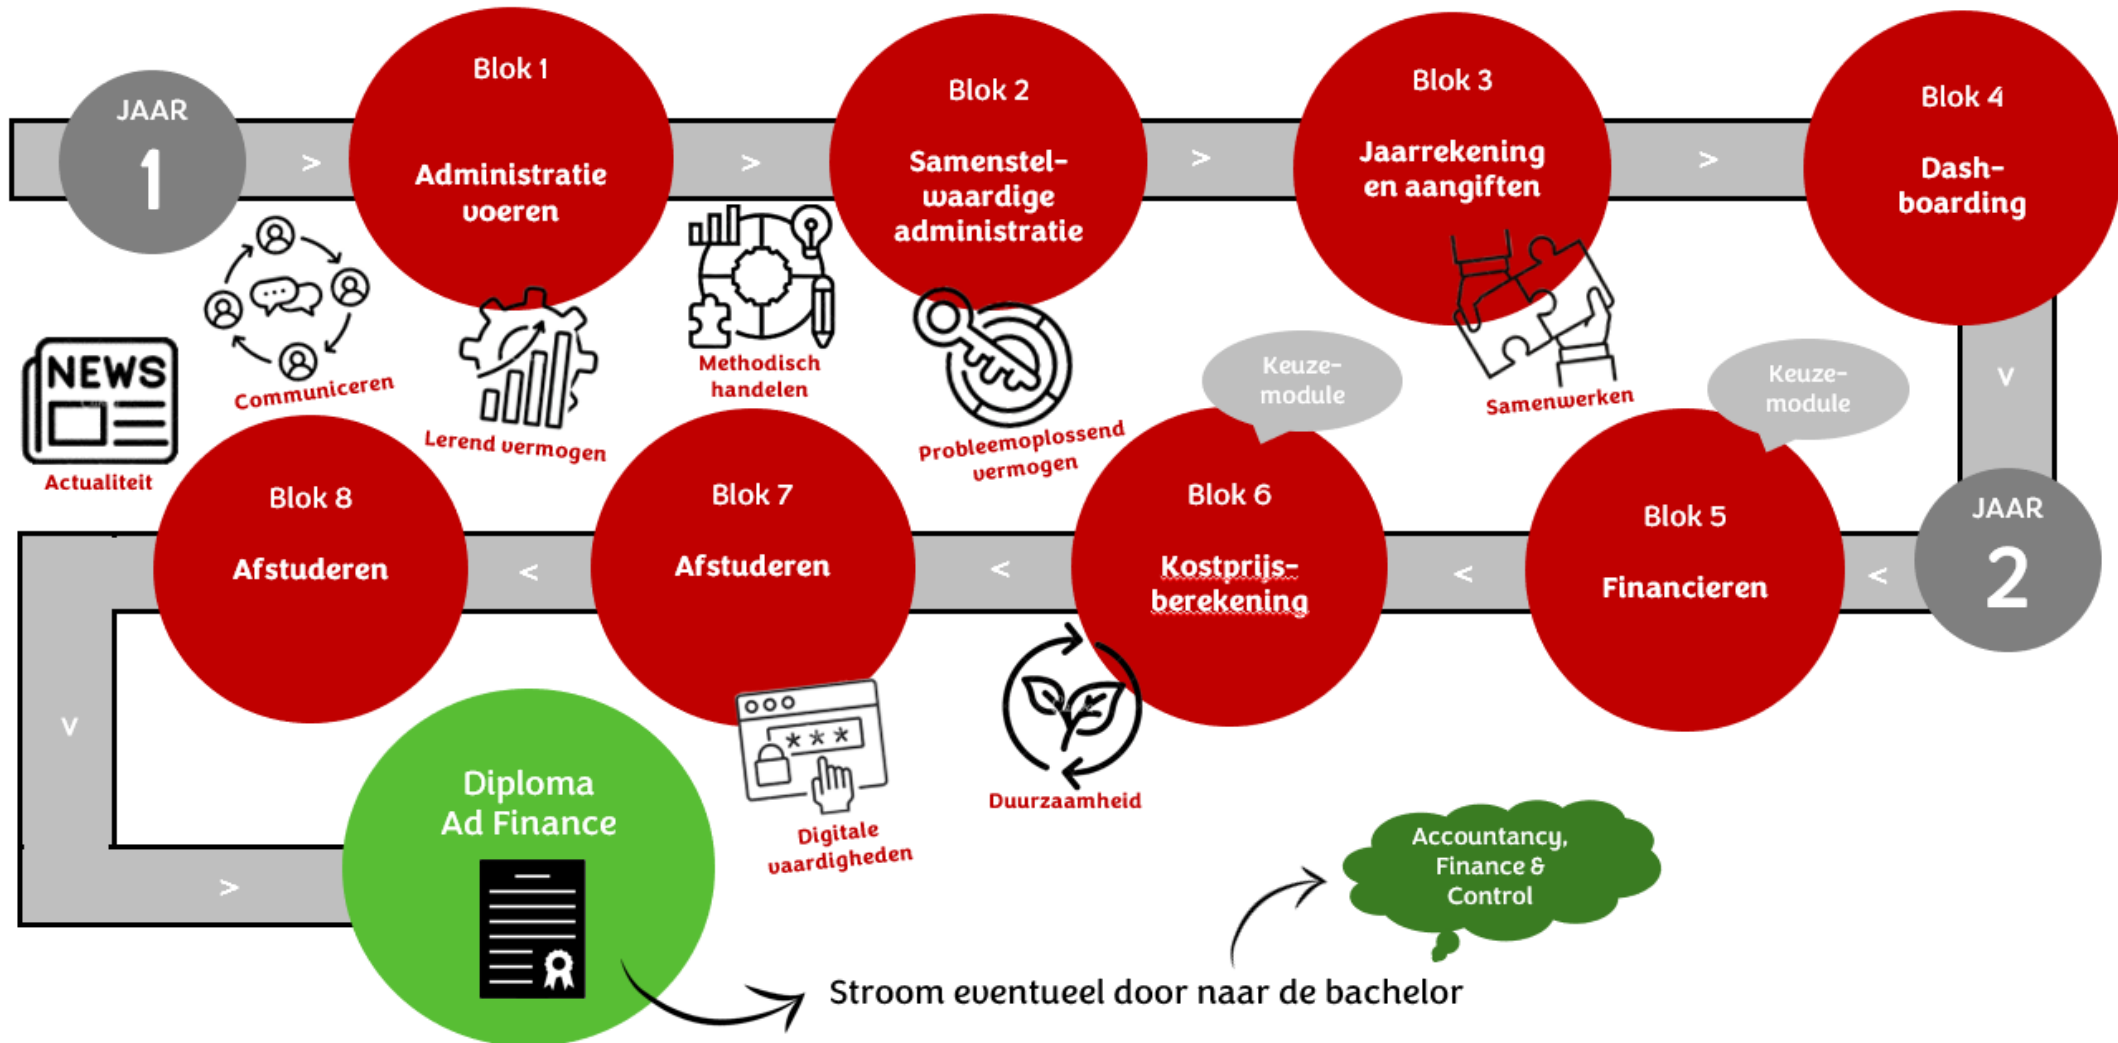 JAAR
1
>
Blok 1
Administratie
voeren
>
Blok 2
Samenstel-
waardige
administratie
>
Blok 3
Jaarrekening
en aangiften
>
Blok 4
Dash-
boarding
NEWS
Actualiteit
Communiceren
Lerend vermogen
Methodisch
handelen
Probleemoplossend
vermogen
Samenwerken
Keuze-
module
Keuze-
module
v
JAAR
2
<
Blok 5
Financieren
<
Blok 6
Kostprijs-
berekening
<
Blok 7
Afstuderen
<
Blok 8
Afstuderen
v
>
Diploma
Ad Finance
***
Digitale
vaardigheden
Duurzaamheid
Accountancy,
Finance &
Control
Stroom eventueel door naar de bachelor